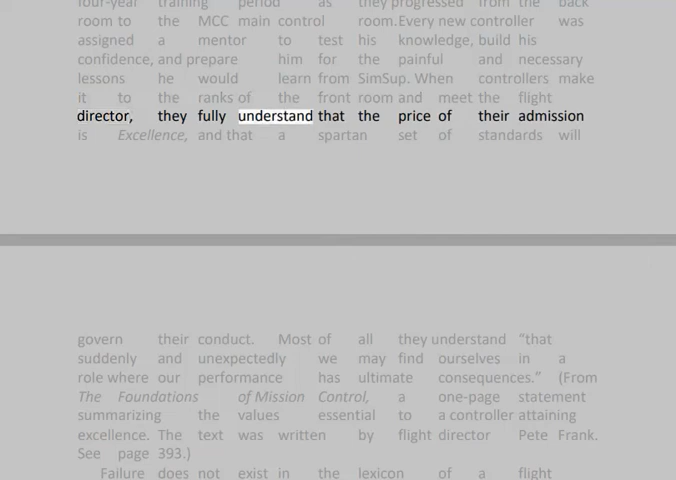 four-year training period as they progressed from the back
room to the MCC main control room. Every new controller was
assigned a mentor to test his knowledge, build his
confidence, and prepare him for the painful and necessary
lessons he would learn from SimSup. When controllers make
it to the ranks of the front room and meet the flight
director, they fully understand that the price of their admission
is Excellence, and that a spartan set of standards will
govern their conduct. Most of all they understand “that
suddenly and unexpectedly we may find ourselves in a
role where our performance has ultimate consequences.” (From
The Foundations of Mission Control, a one-page statement
summarizing the values essential to a controller attaining
excellence. The text was written by flight director Pete Frank.
See page 393.)
Failure does not exist in the lexicon of a flight